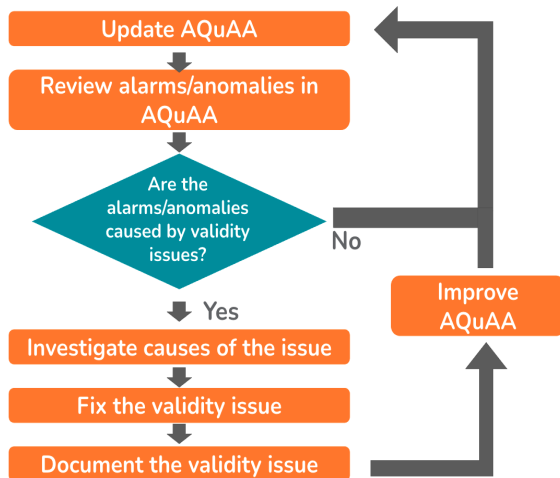 Update AQuAA
Review alarms/anomalies in
AQuAA
Are the
alarms/anomalies
caused by validity
issues?
No
Yes
Improve
AQuAA
Investigate causes of the issue
Fix the validity issue
Document the validity issue